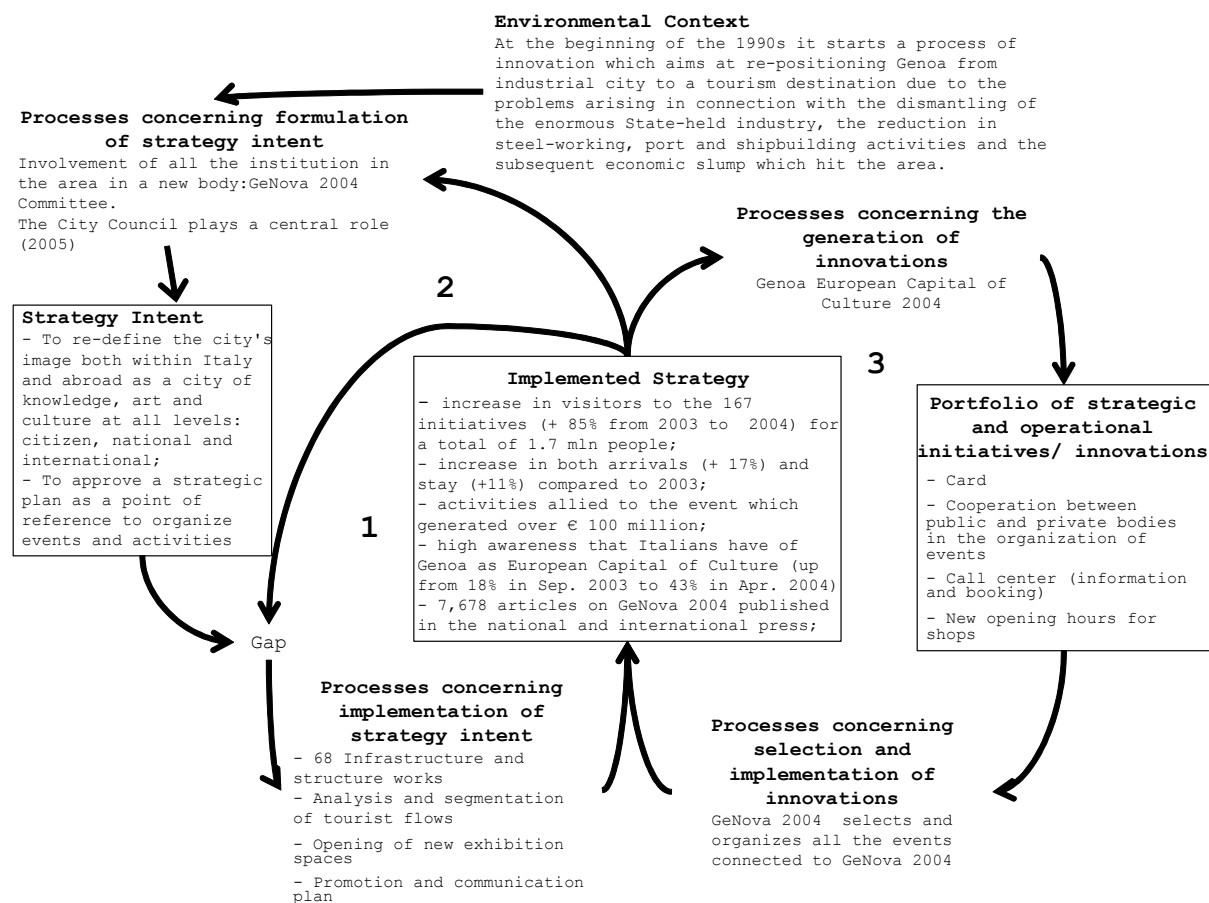 Environmental Context
At the beginning of the 1990s it starts a process of
innovation which aims at re-positioning Genoa from
industrial city to a tourism destination due to the
problems arising in connection with the dismantling of
the enormous State-held industry, the reduction in
steel-working, port and shipbuilding activities and the
subsequent economic slump which hit the area.
Processes concerning formulation
of strategy intent
Involvement of all the institution in
the area in a new body:GeNova 2004
Committee.
The City Council plays a central role
(2005)
Processes concerning the
generation of
innovations
Genoa European Capital of
Culture 2004
2
Strategy Intent
- To re-define the city's
image both within Italy
and abroad as a city of
knowledge, art and
culture at all levels:
citizen, national and
international;
- To approve a strategic
plan as a point of
reference to organize
events and activities
1
Implemented Strategy
- increase in visitors to the 167
initiatives (+ 85% from 2003 to 2004) for
a total of 1.7 mln people;
- increase in both arrivals (+ 17%) and
stay (+11%) compared to 2003;
- activities allied to the event which
generated over € 100 million;
- high awareness that Italians have of
Genoa as European Capital of Culture (up
from 18% in Sep. 2003 to 43% in Apr. 2004)
- 7,678 articles on GeNova 2004 published
in the national and international press;
3
Portfolio of strategic
and operational
initiatives/ innovations
- Card
- Cooperation between
public and private bodies
in the organization of
events
- Call center (information
and booking)
- New opening hours for
shops
Gap
Processes concerning
implementation of
strategy intent
- 68 Infrastructure and
structure works
- Analysis and segmentation
of tourist flows
- Opening of new exhibition
spaces
- Promotion and communication
plan
Processes concerning
selection and
implementation of
innovations
GeNova 2004 selects and
organizes all the events
connected to GeNova 2004